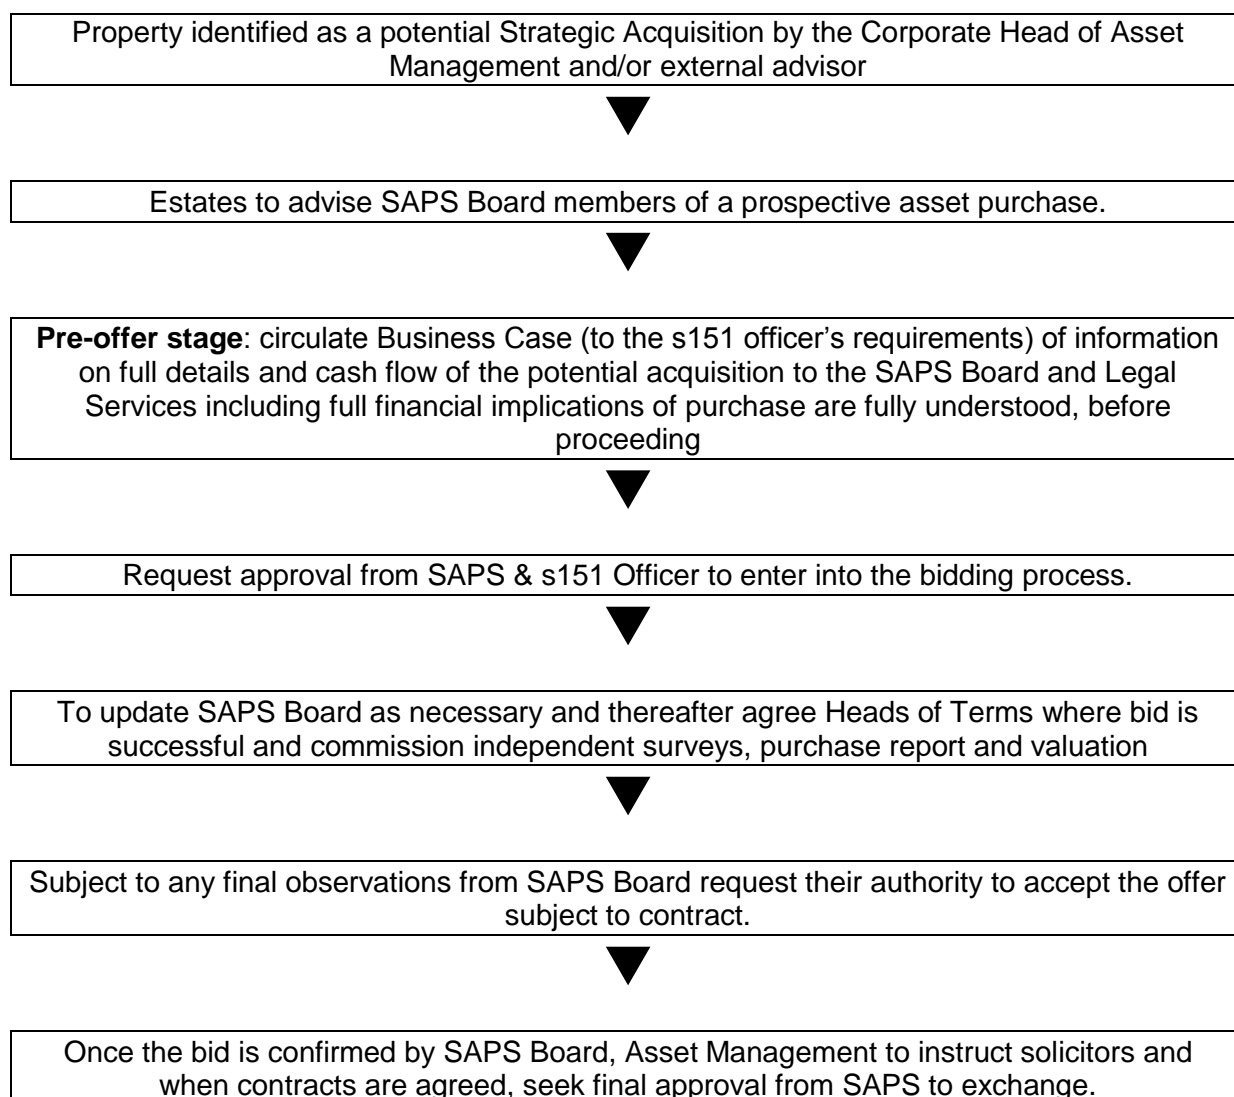 Property identified as a potential Strategic Acquisition by the Corporate Head of Asset
Management and/or external advisor
Estates to advise SAPS Board members of a prospective asset purchase.
Pre-offer stage: circulate Business Case (to the s151 officer’s requirements) of information
on full details and cash flow of the potential acquisition to the SAPS Board and Legal
Services including full financial implications of purchase are fully understood, before
proceeding
Request approval from SAPS & s151 Officer to enter into the bidding process.
To update SAPS Board as necessary and thereafter agree Heads of Terms where bid is
successful and commission independent surveys, purchase report and valuation
Subject to any final observations from SAPS Board request their authority to accept the offer
subject to contract.
Once the bid is confirmed by SAPS Board, Asset Management to instruct solicitors and
when contracts are agreed, seek final approval from SAPS to exchange.